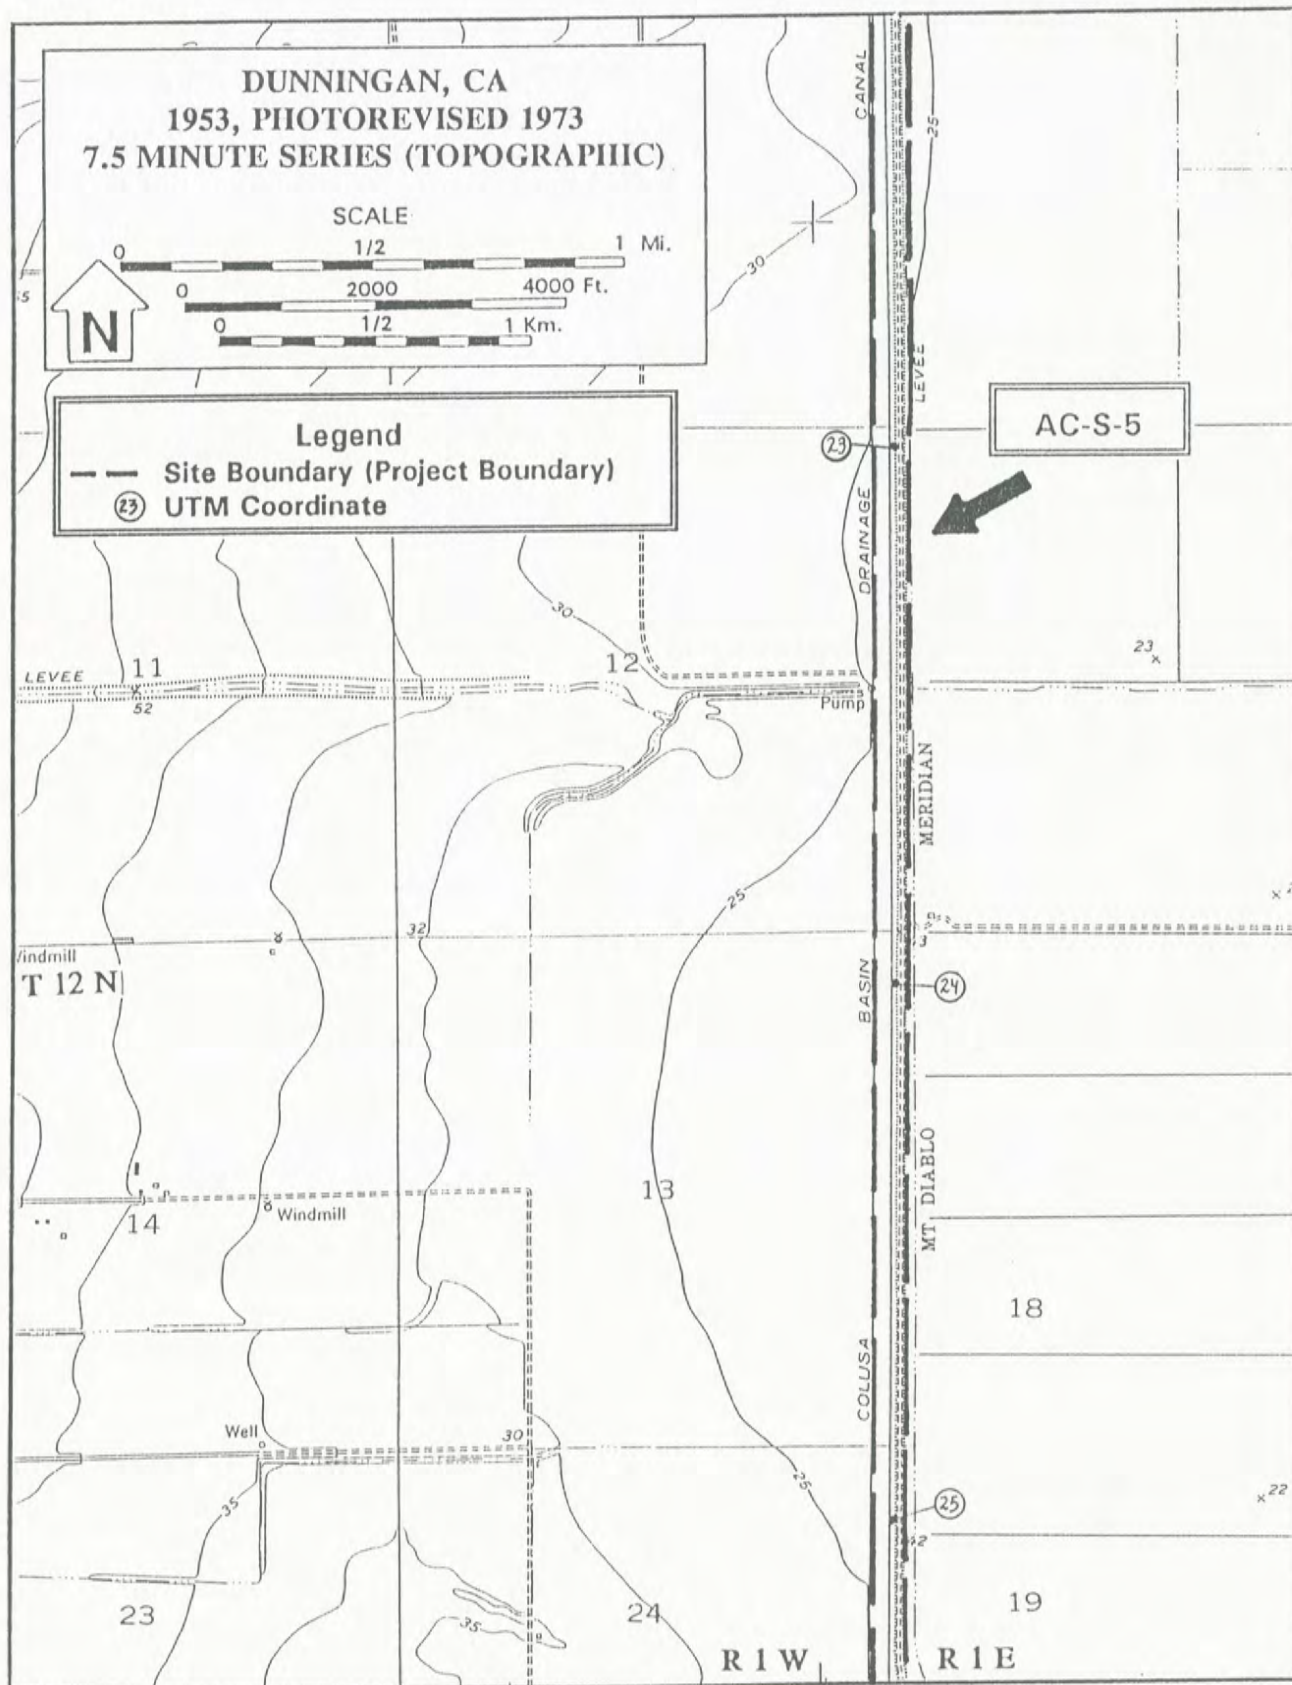 DUNNINGAN, CA
1953, PHOTOREVISED 1973
7.5 MINUTE SERIES (TOPOGRAPHIC)
SCALE
0 1/2 1 Mi.
0 2000 4000 Ft.
0 1/2 1 Km.
N
Legend
Site Boundary (Project Boundary)
23 UTM Coordinate
CANAL
25
30
LEVEE
AC-S-5
23
DRAINAGE
30
23
LEVEE
11
12
52
Pump
MERIDIAN
25
32
Windmill
T 12 N
BASIN
24
13
MT DIABLO
14
Windmill
18
COLUSA
Well
30
25
35
22
25
23
24
19
35
R 1 W
R 1 E